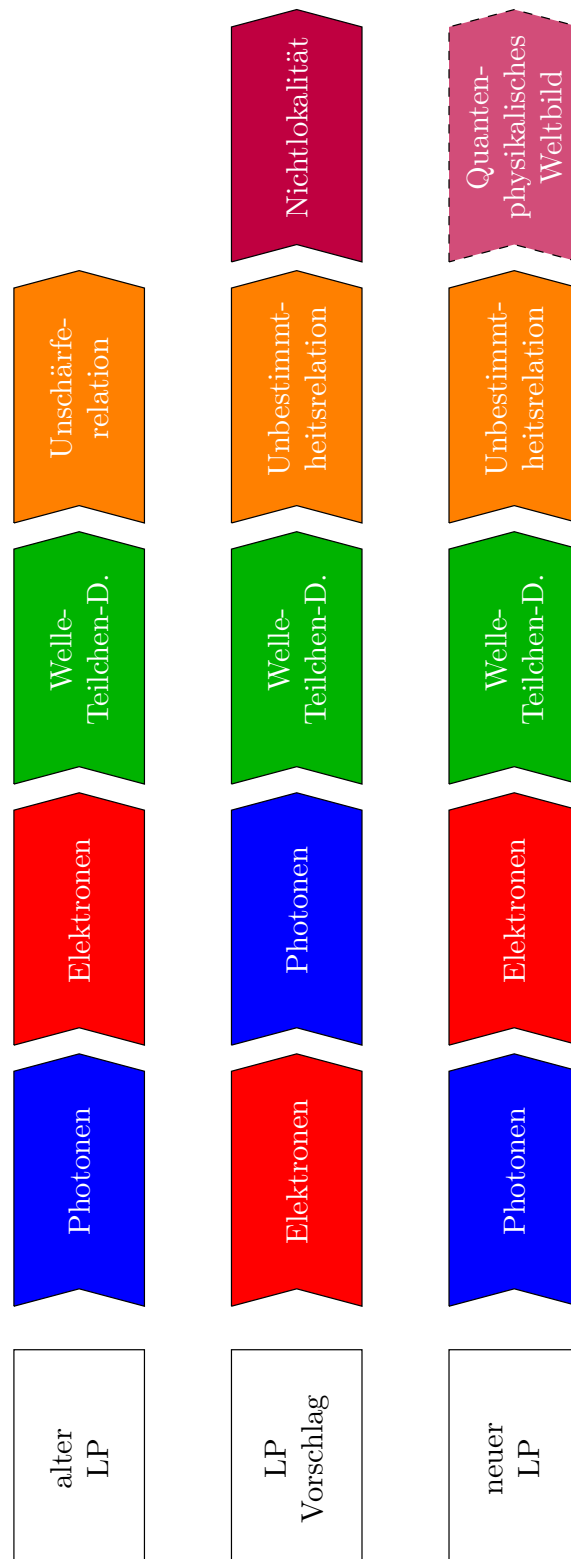 alter
LP
Photonen
Elektronen
Welle-
Teilchen-D.
Unschärfe-
relation
LP
Vorschlag
Elektronen
Photonen
Welle-
Teilchen-D.
Unbestimmt-
heitsrelation
Nichtlokalität
neuer
LP
Photonen
Elektronen
Welle-
Teilchen-D.
Unbestimmt-
heitsrelation
Quanten-
physikalisches
Weltbild